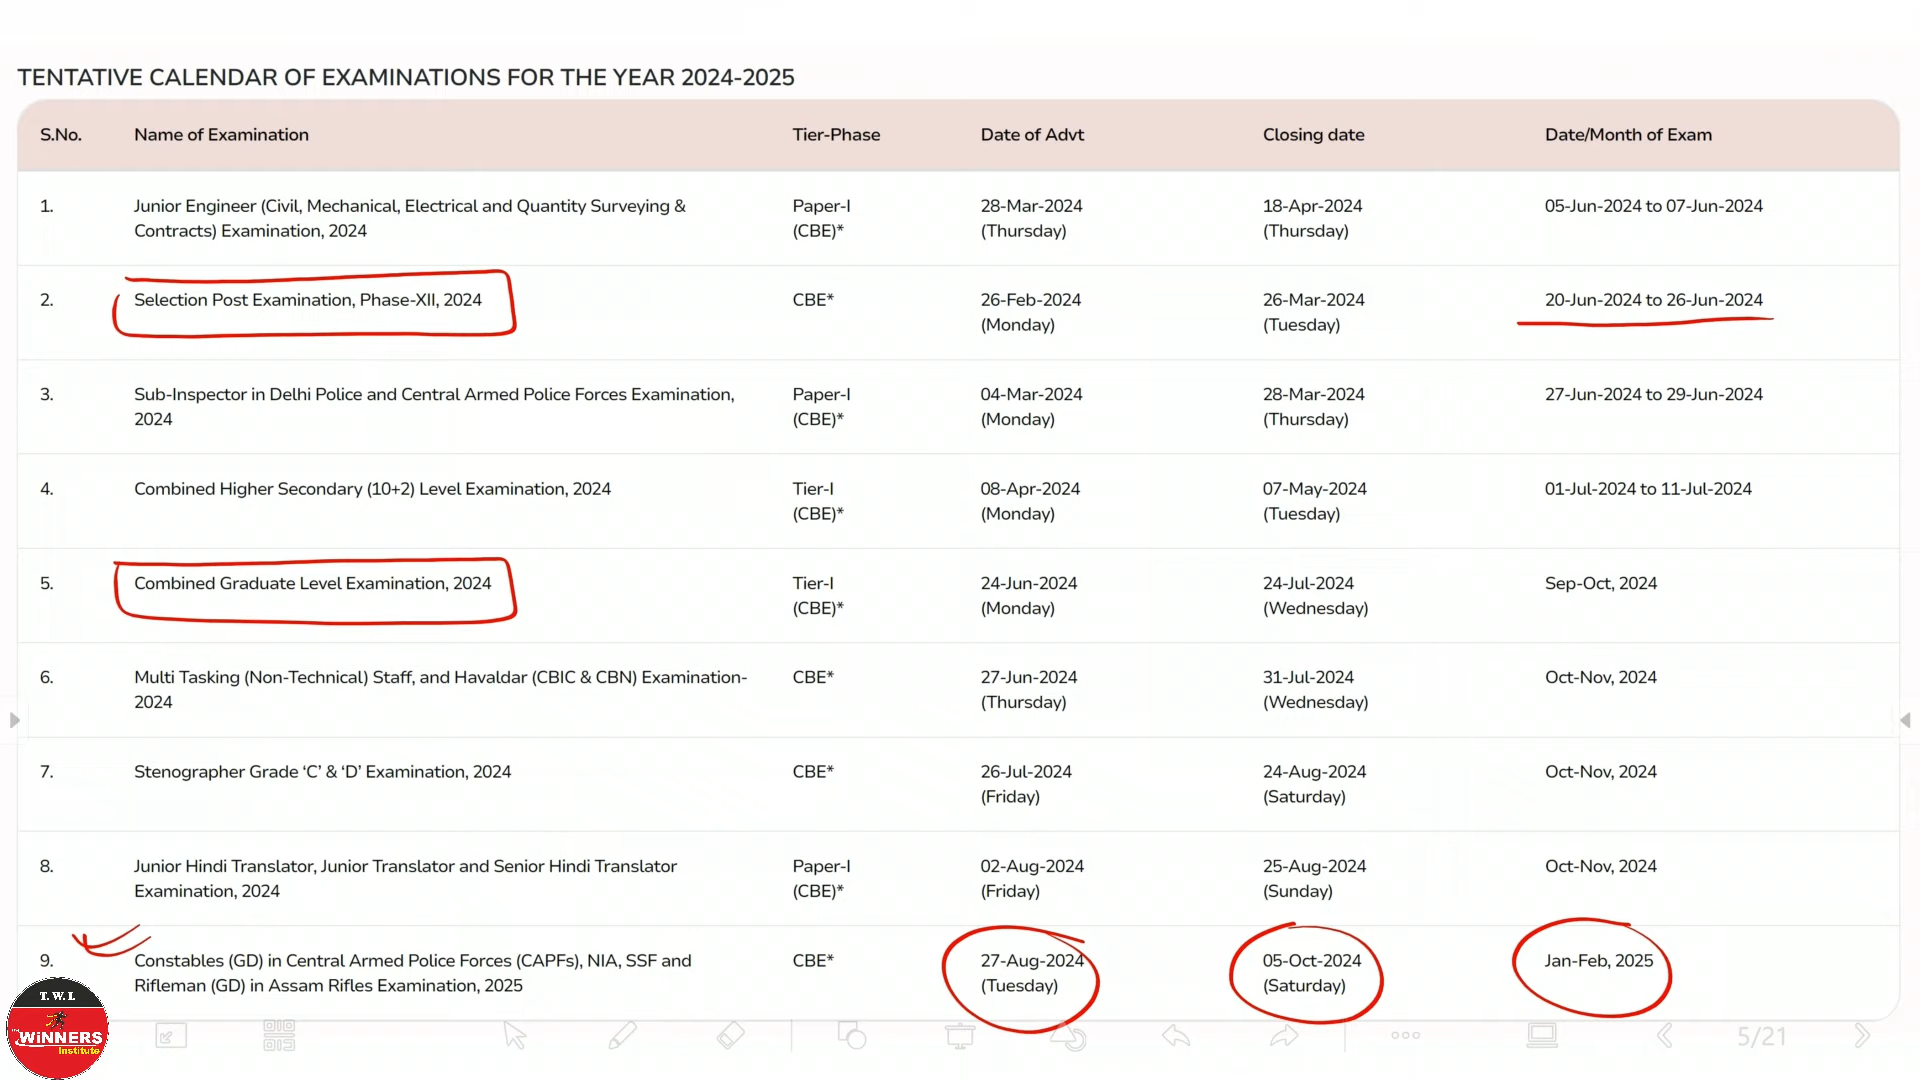 TENTATIVE CALENDAR OF EXAMINATIONS FOR THE YEAR 2024-2025
S.No. Name of Examination Tier-Phase Date of Advt Closing date Date/Month of Exam
1. Junior Engineer (Civil, Mechanical, Electrical and Quantity Surveying & Paper-I 28-Mar-2024 18-Apr-2024 05-Jun-2024 to 07-Jun-2024
Contracts) Examination, 2024 (CBE)* (Thursday) (Thursday)
2. Selection Post Examination, Phase-XII, 2024 CBE* 26-Feb-2024 26-Mar-2024 20-Jun-2024 to 26-Jun-2024
(Monday) (Tuesday)
3. Sub-Inspector in Delhi Police and Central Armed Police Forces Examination, Paper-I 04-Mar-2024 28-Mar-2024 27-Jun-2024 to 29-Jun-2024
2024 (CBE)* (Monday) (Thursday)
4. Combined Higher Secondary (10+2) Level Examination, 2024 Tier-I 08-Apr-2024 07-May-2024 01-Jul-2024 to 11-Jul-2024
(CBE)* (Monday) (Tuesday)
5. Combined Graduate Level Examination, 2024 Tier-I 24-Jun-2024 24-Jul-2024 Sep-Oct, 2024
(CBE)* (Monday) (Wednesday)
6. Multi Tasking (Non-Technical) Staff, and Havaldar (CBIC & CBN) Examination- CBE* 27-Jun-2024 31-Jul-2024 Oct-Nov, 2024
2024 (Thursday) (Wednesday)
7. Stenographer Grade ‘C’ & ‘D’ Examination, 2024 CBE* 26-Jul-2024 24-Aug-2024 Oct-Nov, 2024
(Friday) (Saturday)
8. Junior Hindi Translator, Junior Translator and Senior Hindi Translator Paper-I 02-Aug-2024 25-Aug-2024 Oct-Nov, 2024
Examination, 2024 (CBE)* (Friday) (Sunday)
9. Constables (GD) in Central Armed Police Forces (CAPFs), NIA, SSF and CBE* 27-Aug-2024 05-Oct-2024 Jan-Feb, 2025
Rifleman (GD) in Assam Rifles Examination, 2025 (Tuesday) (Saturday)
T.W.I.
WiNNERS
Institute
5/21